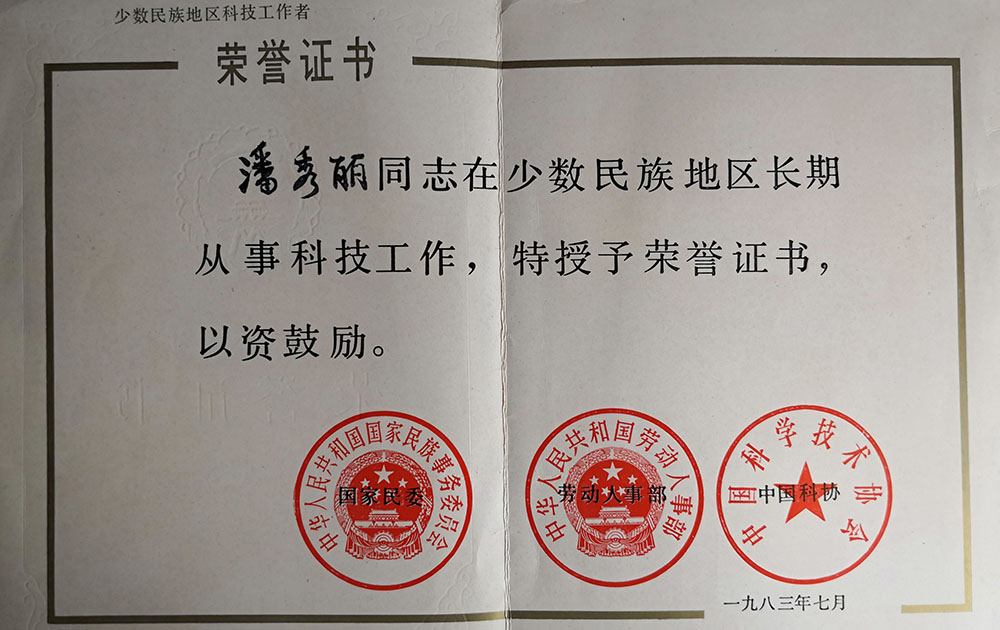 少数民族地区科技工作者
荣誉证书
潘秀丽同志在少数民族地区长期
从事科技工作，特授予荣誉证书，
以资鼓励。
中华人民共和国国家民族事务委员会
国家民委
中华人民共和国劳动人事部
劳动人事部
中国科学技术协会
中国科协
一九八三年七月